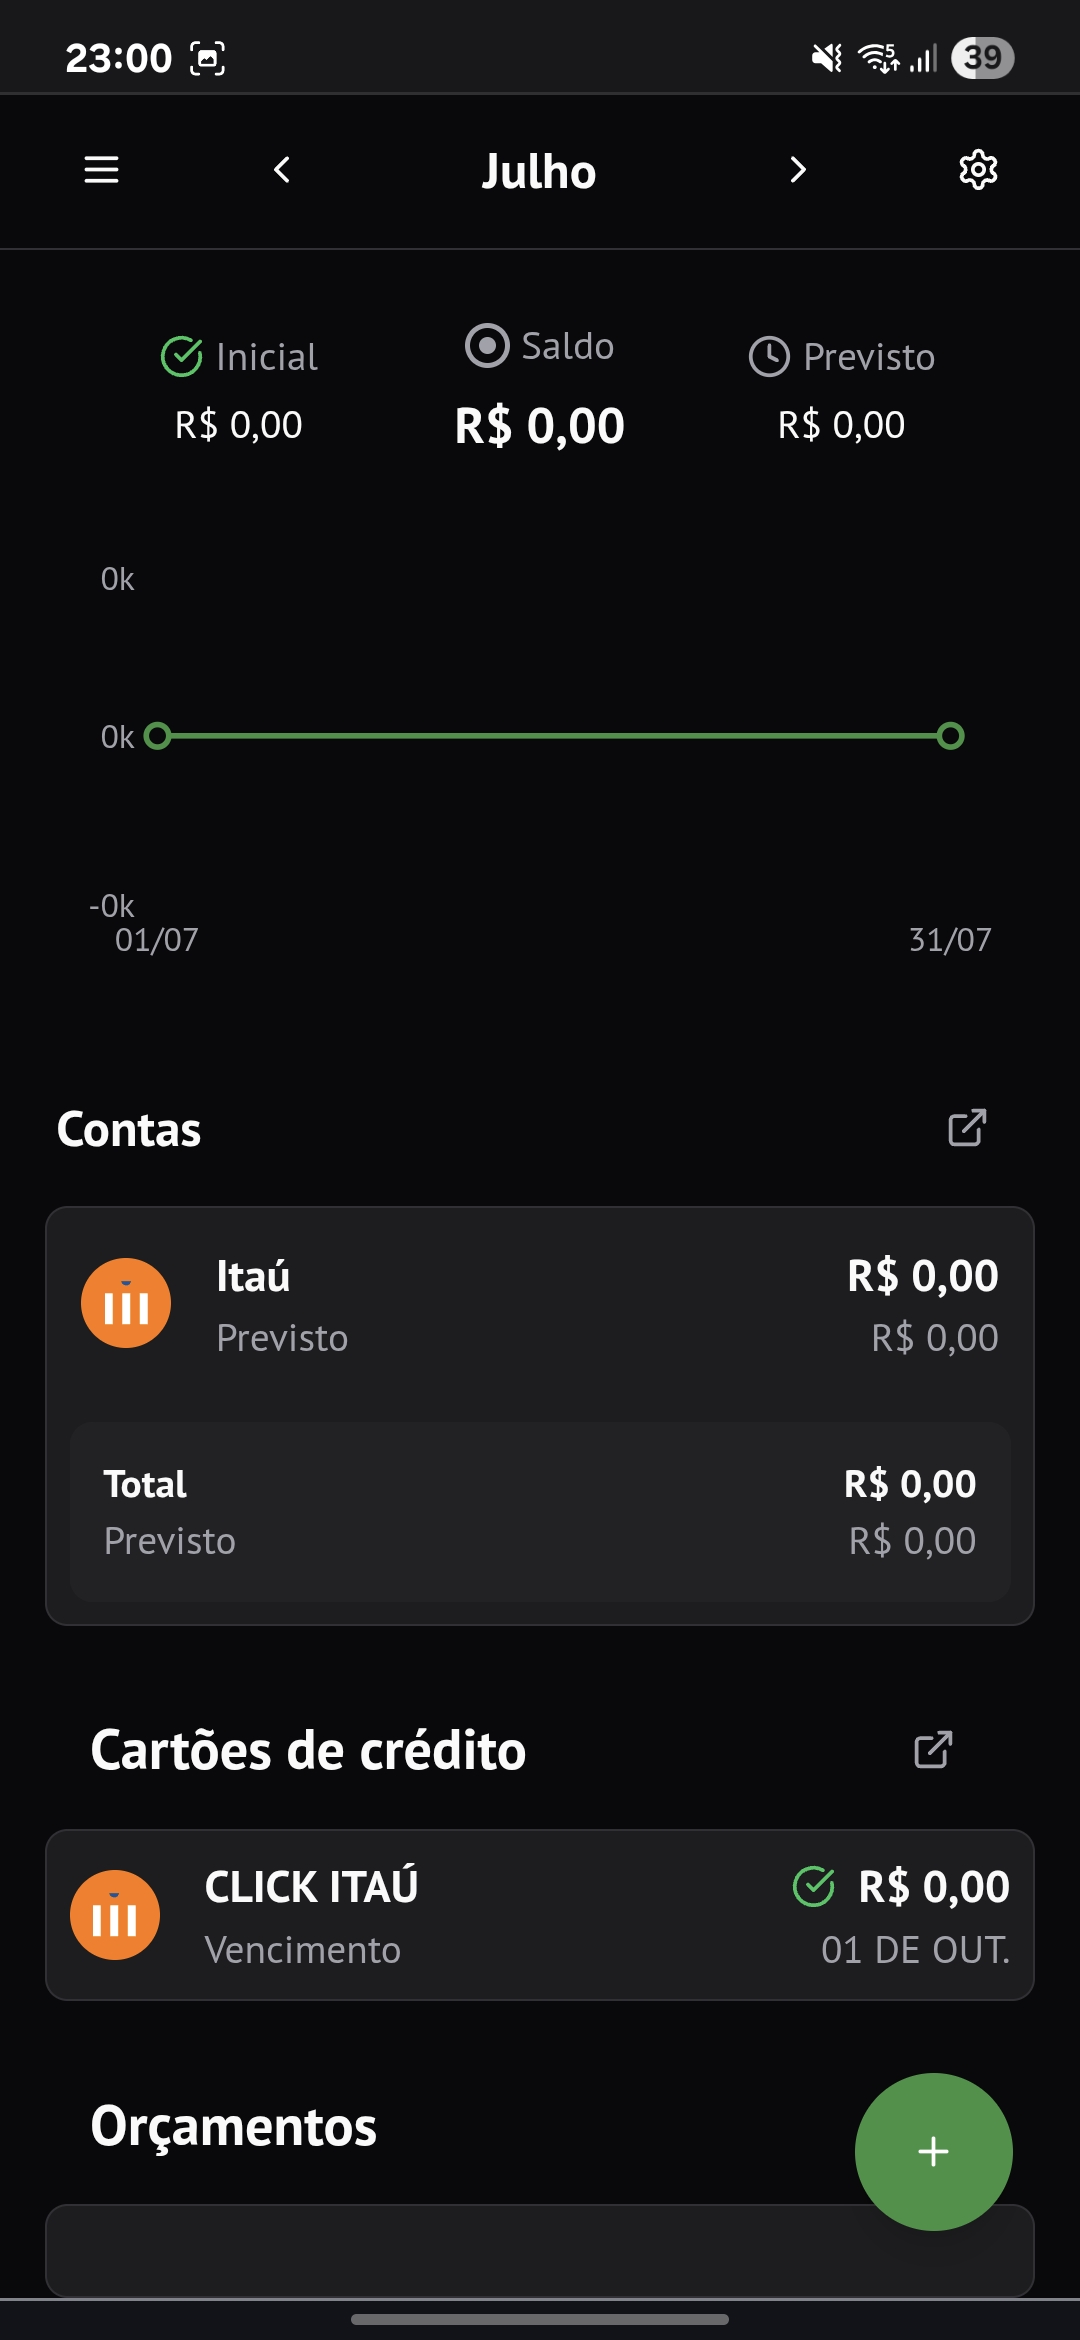 23:00
5
39
Julho
Inicial
Saldo
Previsto
R$ 0,00
R$ 0,00
R$ 0,00
0k
0k
-0k
01/07
31/07
Contas
Itaú
R$ 0,00
Previsto
R$ 0,00
Total
R$ 0,00
Previsto
R$ 0,00
Cartões de crédito
CLICK ITAÚ
R$ 0,00
Vencimento
01 DE OUT.
Orçamentos